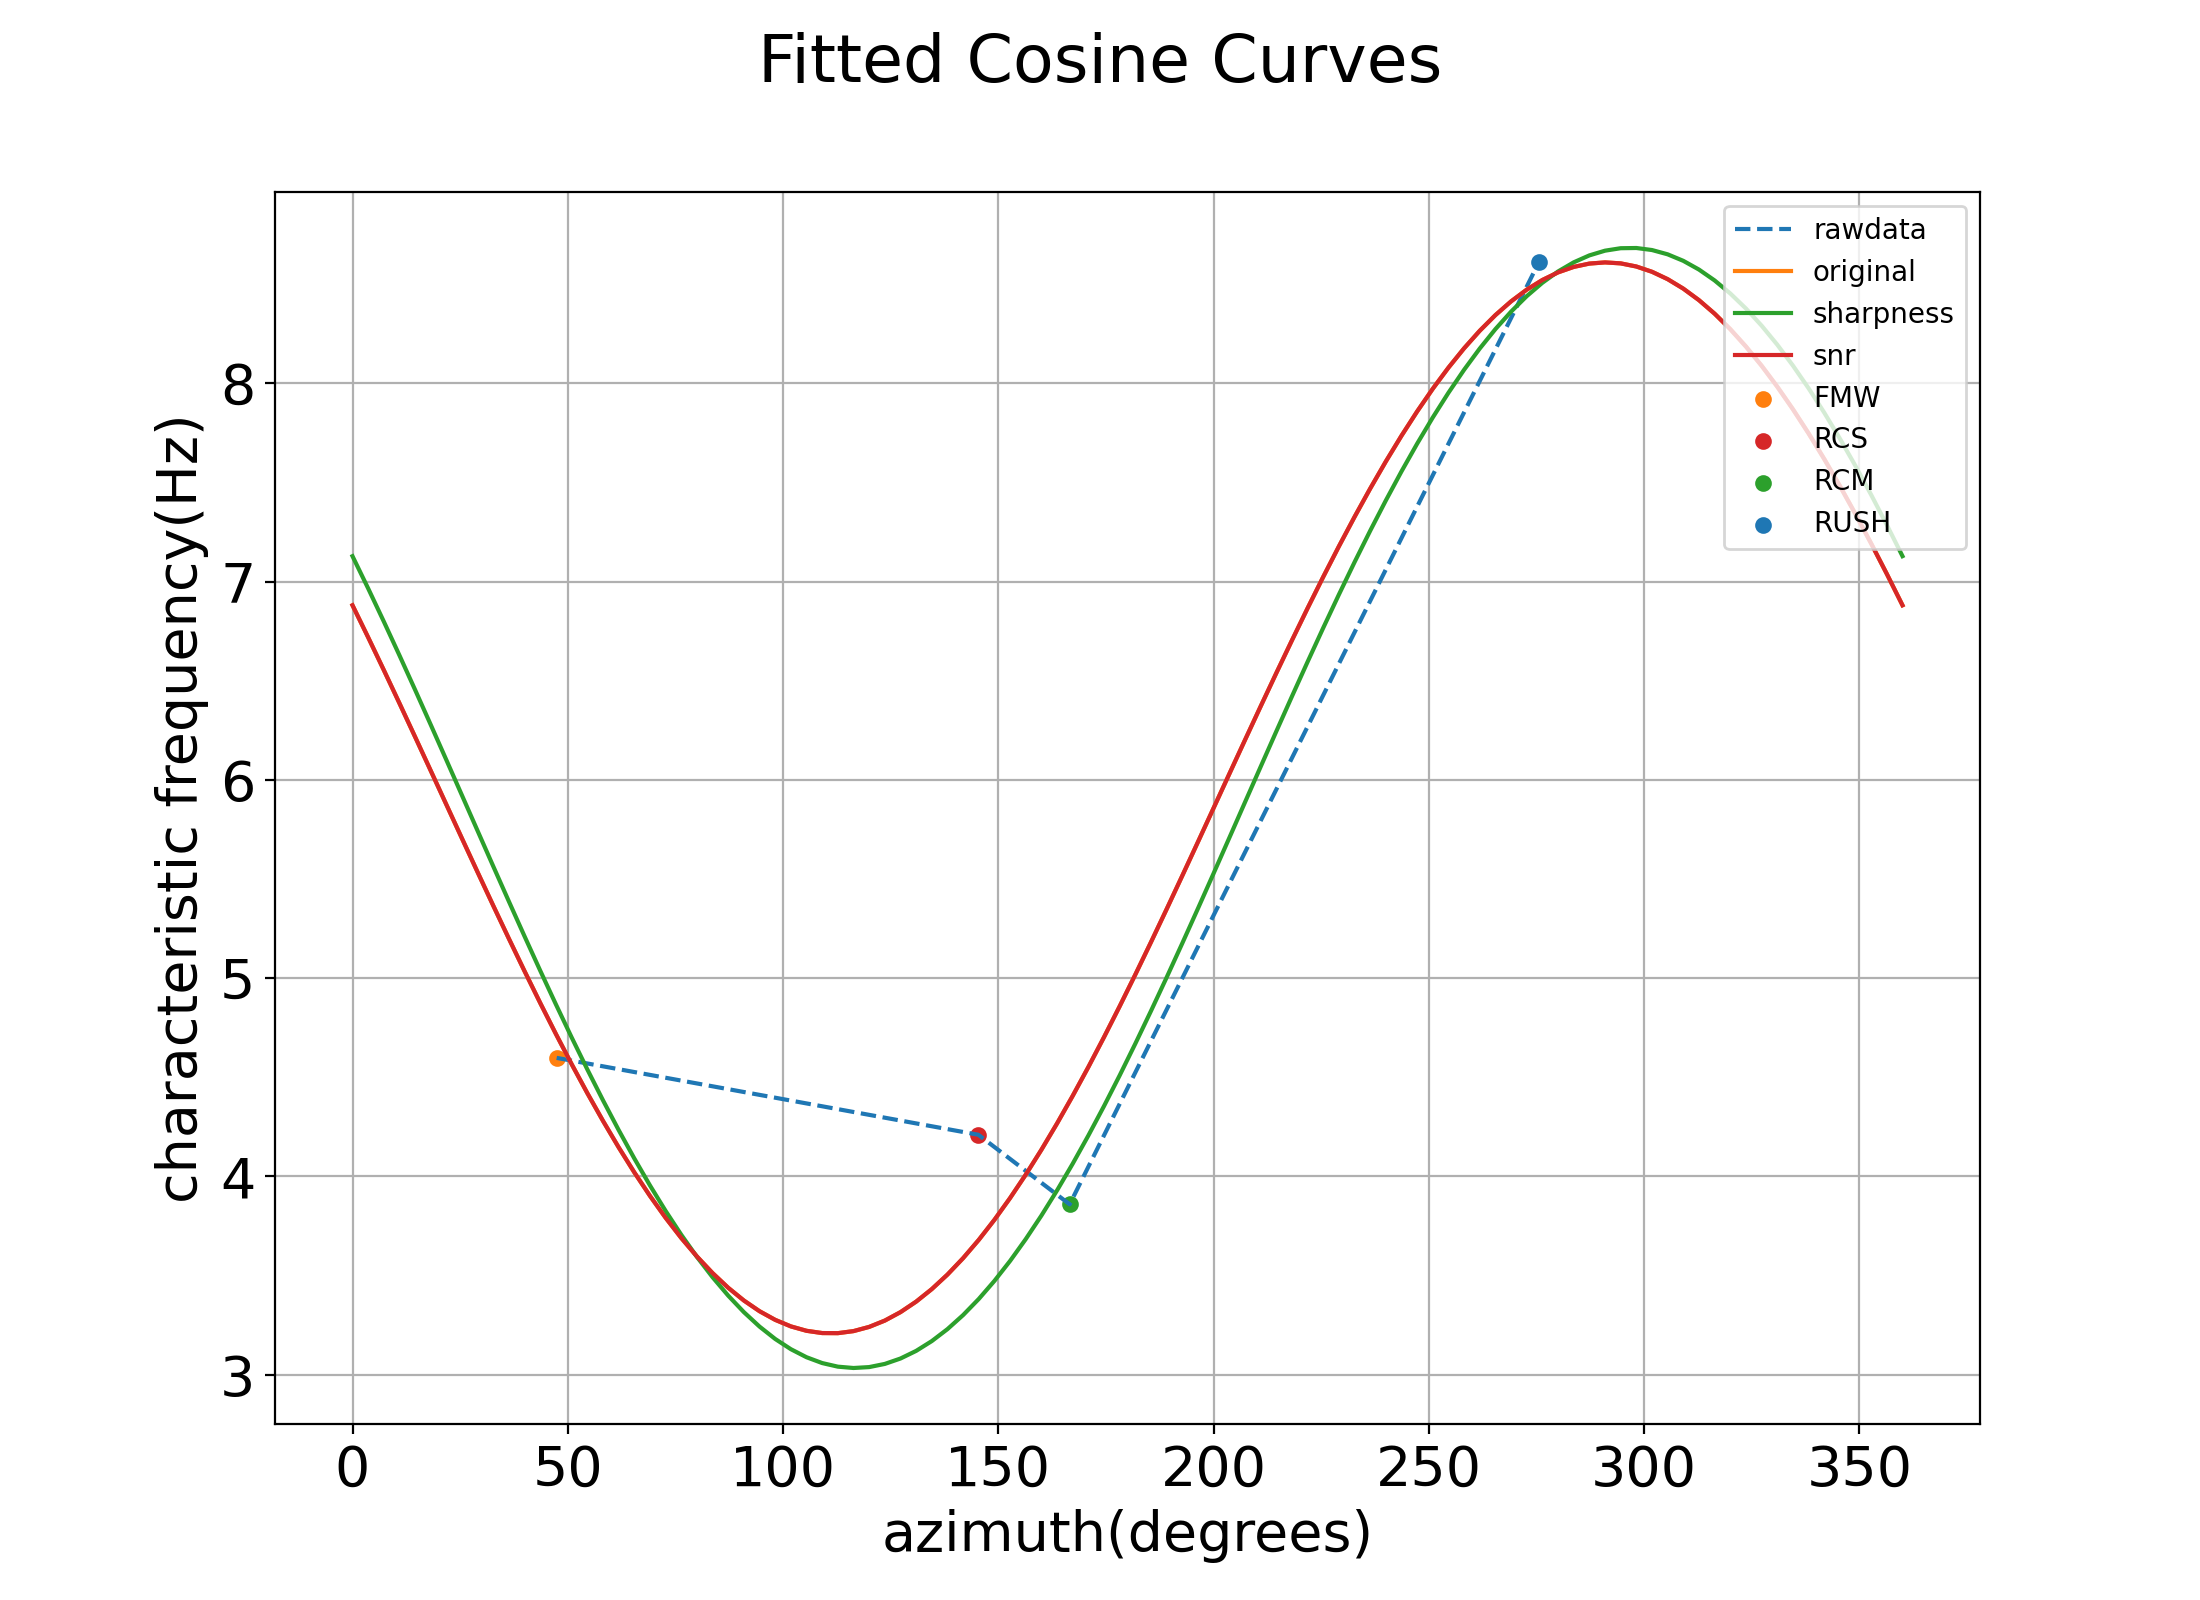 Fitted Cosine Curves
rawdata
original
sharpness
snr
FMW
RCS
RCM
RUSH
characteristic frequency(Hz)
8
7
6
5
4
3
0 50 100 150 200 250 300 350
azimuth(degrees)